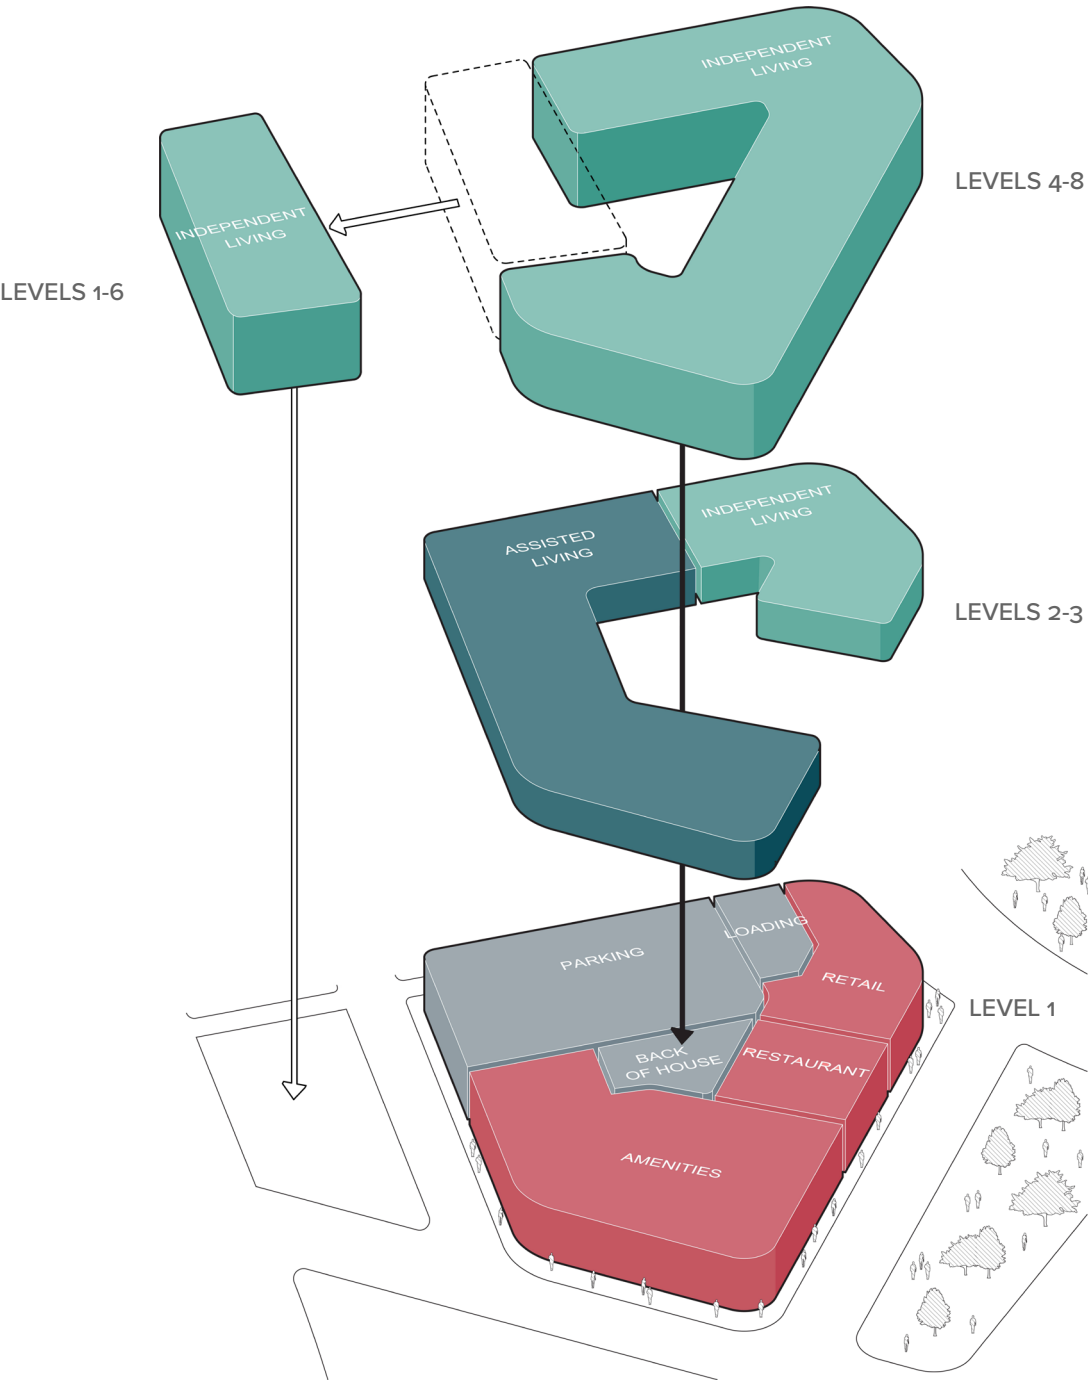 INDEPENDENT
LIVING
LEVELS 4-8
INDEPENDENT
LIVING
LEVELS 1-6
INDEPENDENT
LIVING
ASSISTED
LIVING
LEVELS 2-3
LOADING
PARKING
RETAIL
LEVEL 1
BACK
OF HOUSE
RESTAURANT
AMENITIES